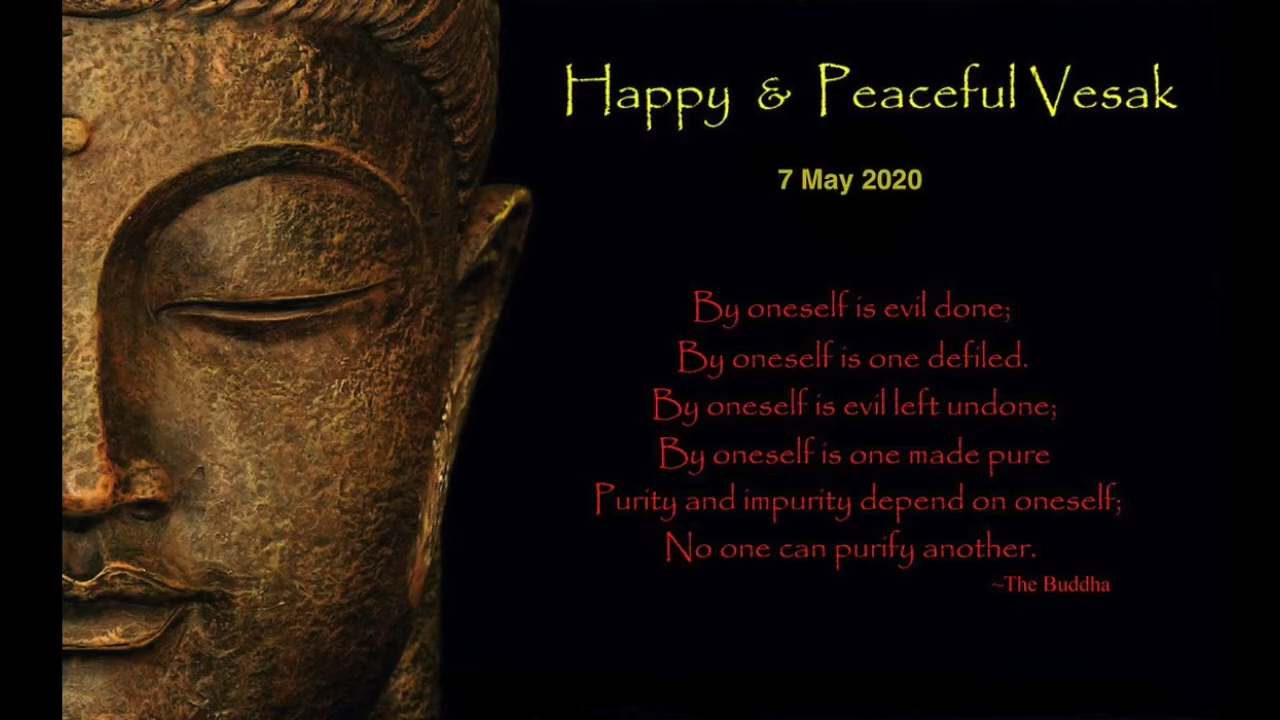 Happy & Peaceful Vesak
7 May 2020
By oneself is evil done;
By oneself is one defiled.
By oneself is evil left undone;
By oneself is one made pure
Purity and impurity depend on oneself;
No one can purify another.
~The Buddha